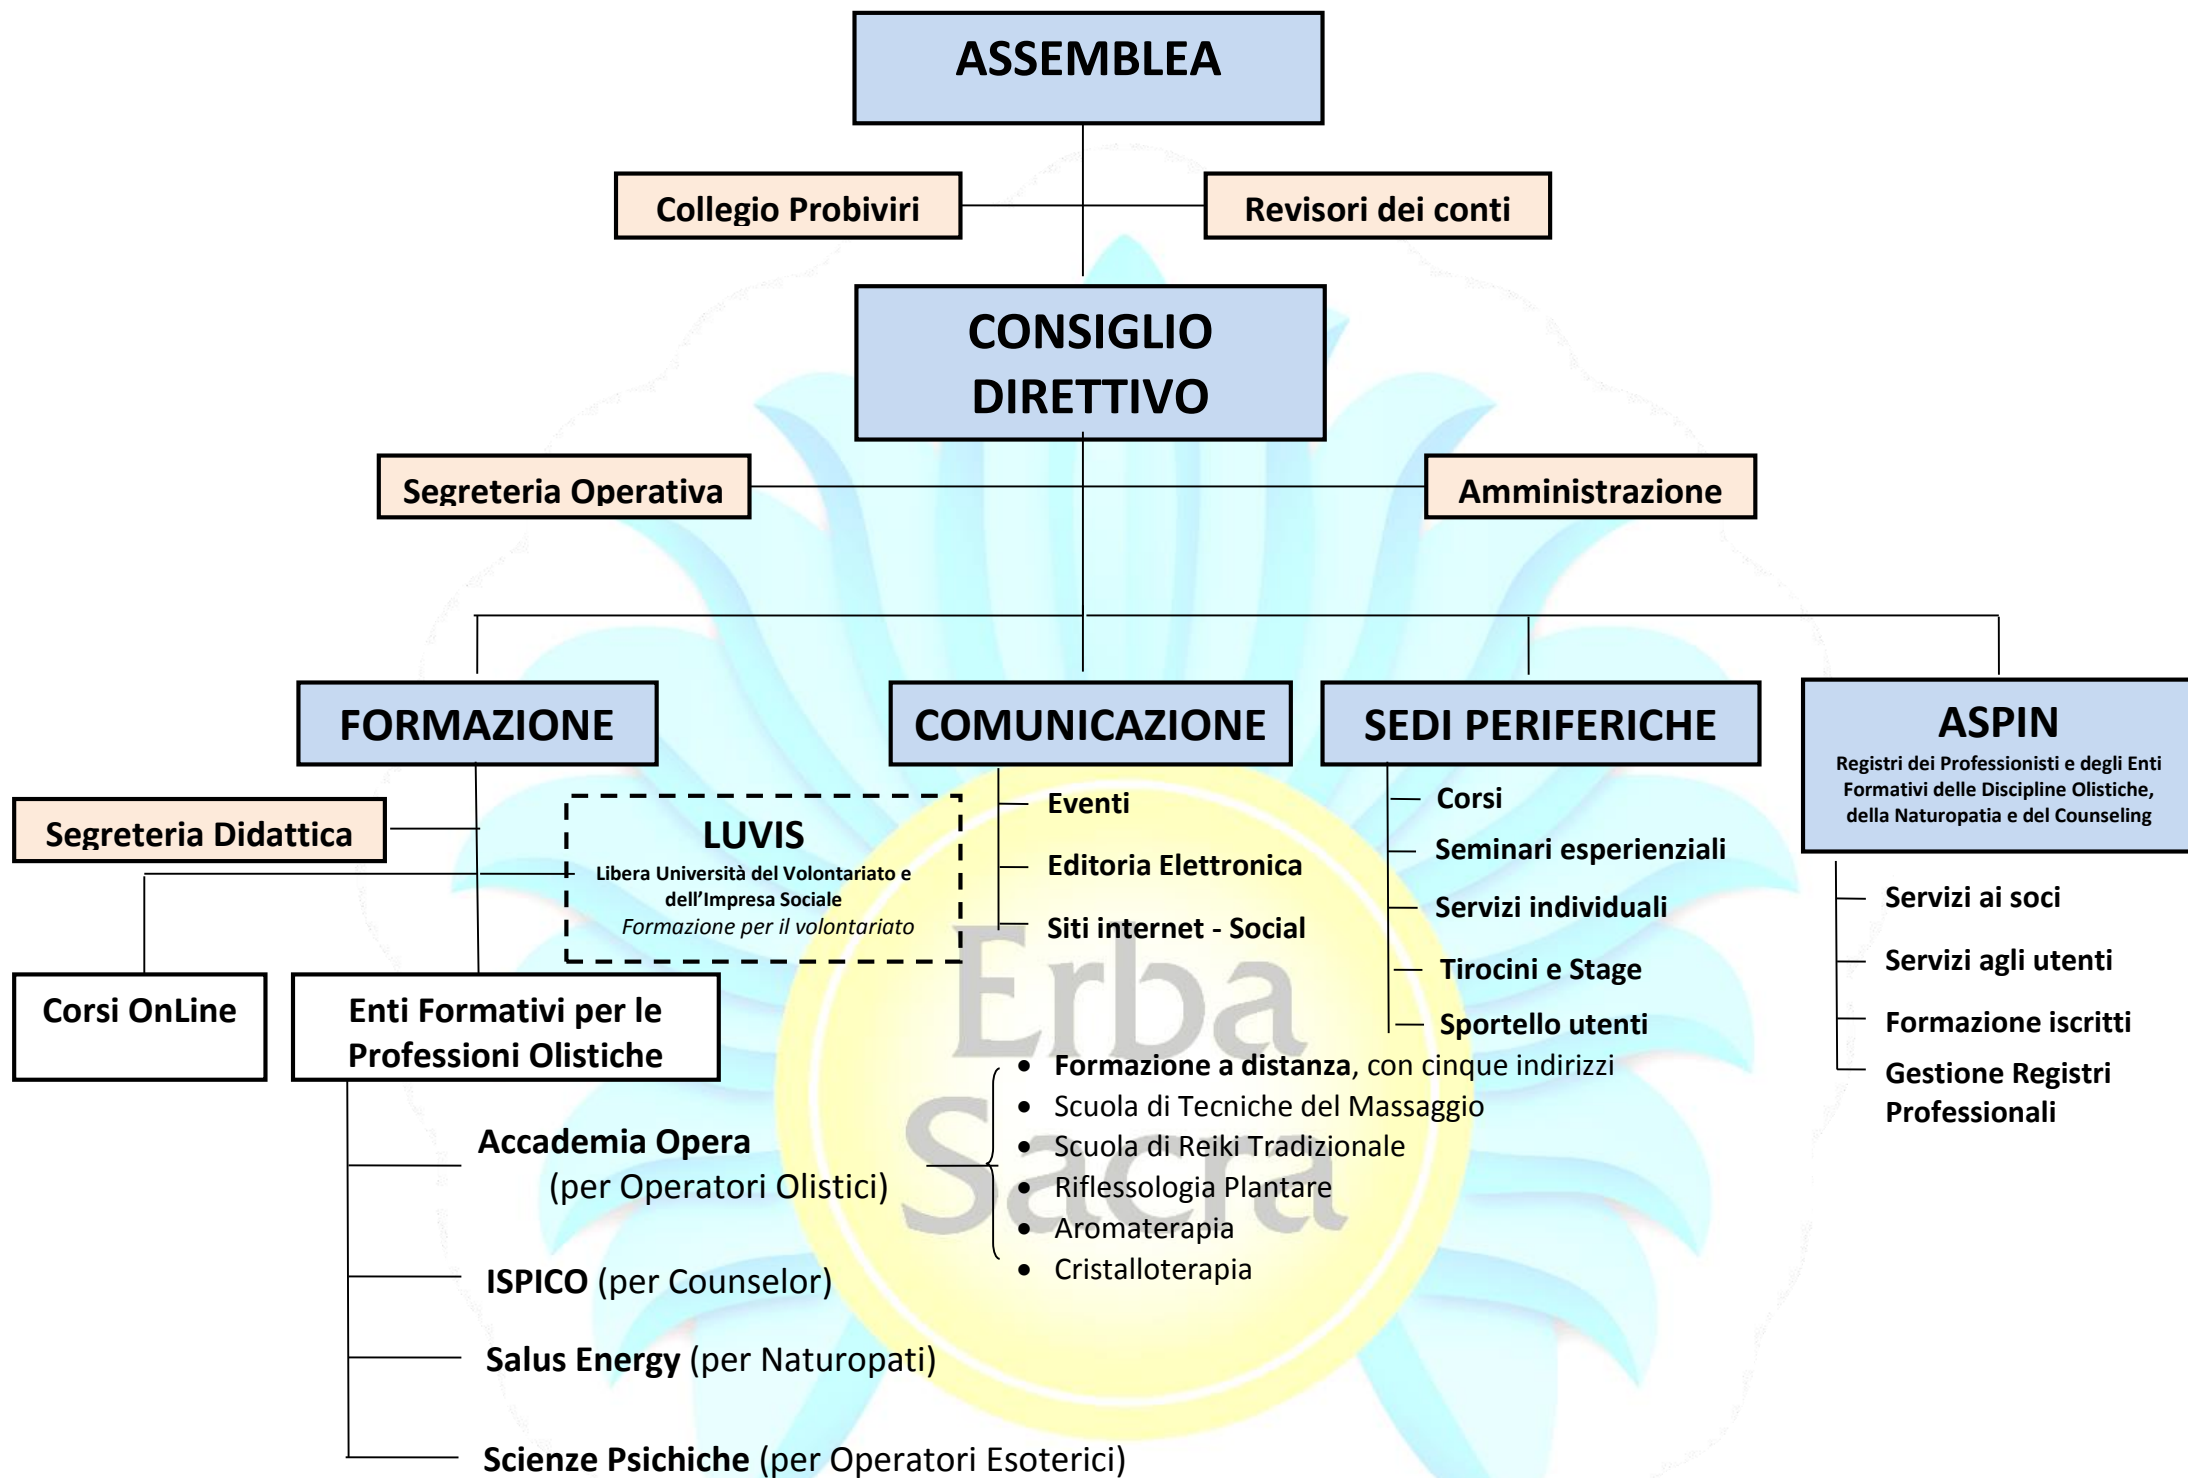 ASSEMBLEA
Collegio Probiviri
Revisori dei conti
CONSIGLIO
DIRETTIVO
Segreteria Operativa
Amministrazione
FORMAZIONE
COMUNICAZIONE
SEDI PERIFERICHE
ASPIN
Registri dei Professionisti e degli Enti
Formativi delle Discipline Olistiche,
della Naturopatia e del Counseling
Segreteria Didattica
LUVIS
Libera Università del Volontariato e
dell'Impresa Sociale
Formazione per il volontariato
Eventi
Editoria Elettronica
Siti internet - Social
Corsi
Seminari esperienziali
Servizi individuali
Tirocini e Stage
Sportello utenti
Servizi ai soci
Servizi agli utenti
Formazione iscritti
Gestione Registri
Professionali
Corsi OnLine
Enti Formativi per le
Professioni Olistiche
Accademia Opera
(per Operatori Olistici)
• Formazione a distanza, con cinque indirizzi
• Scuola di Tecniche del Massaggio
• Scuola di Reiki Tradizionale
• Riflessologia Plantare
• Aromaterapia
• Cristalloterapia
ISPICO (per Counselor)
Salus Energy (per Naturopati)
Scienze Psichiche (per Operatori Esoterici)
Erba
Sacra